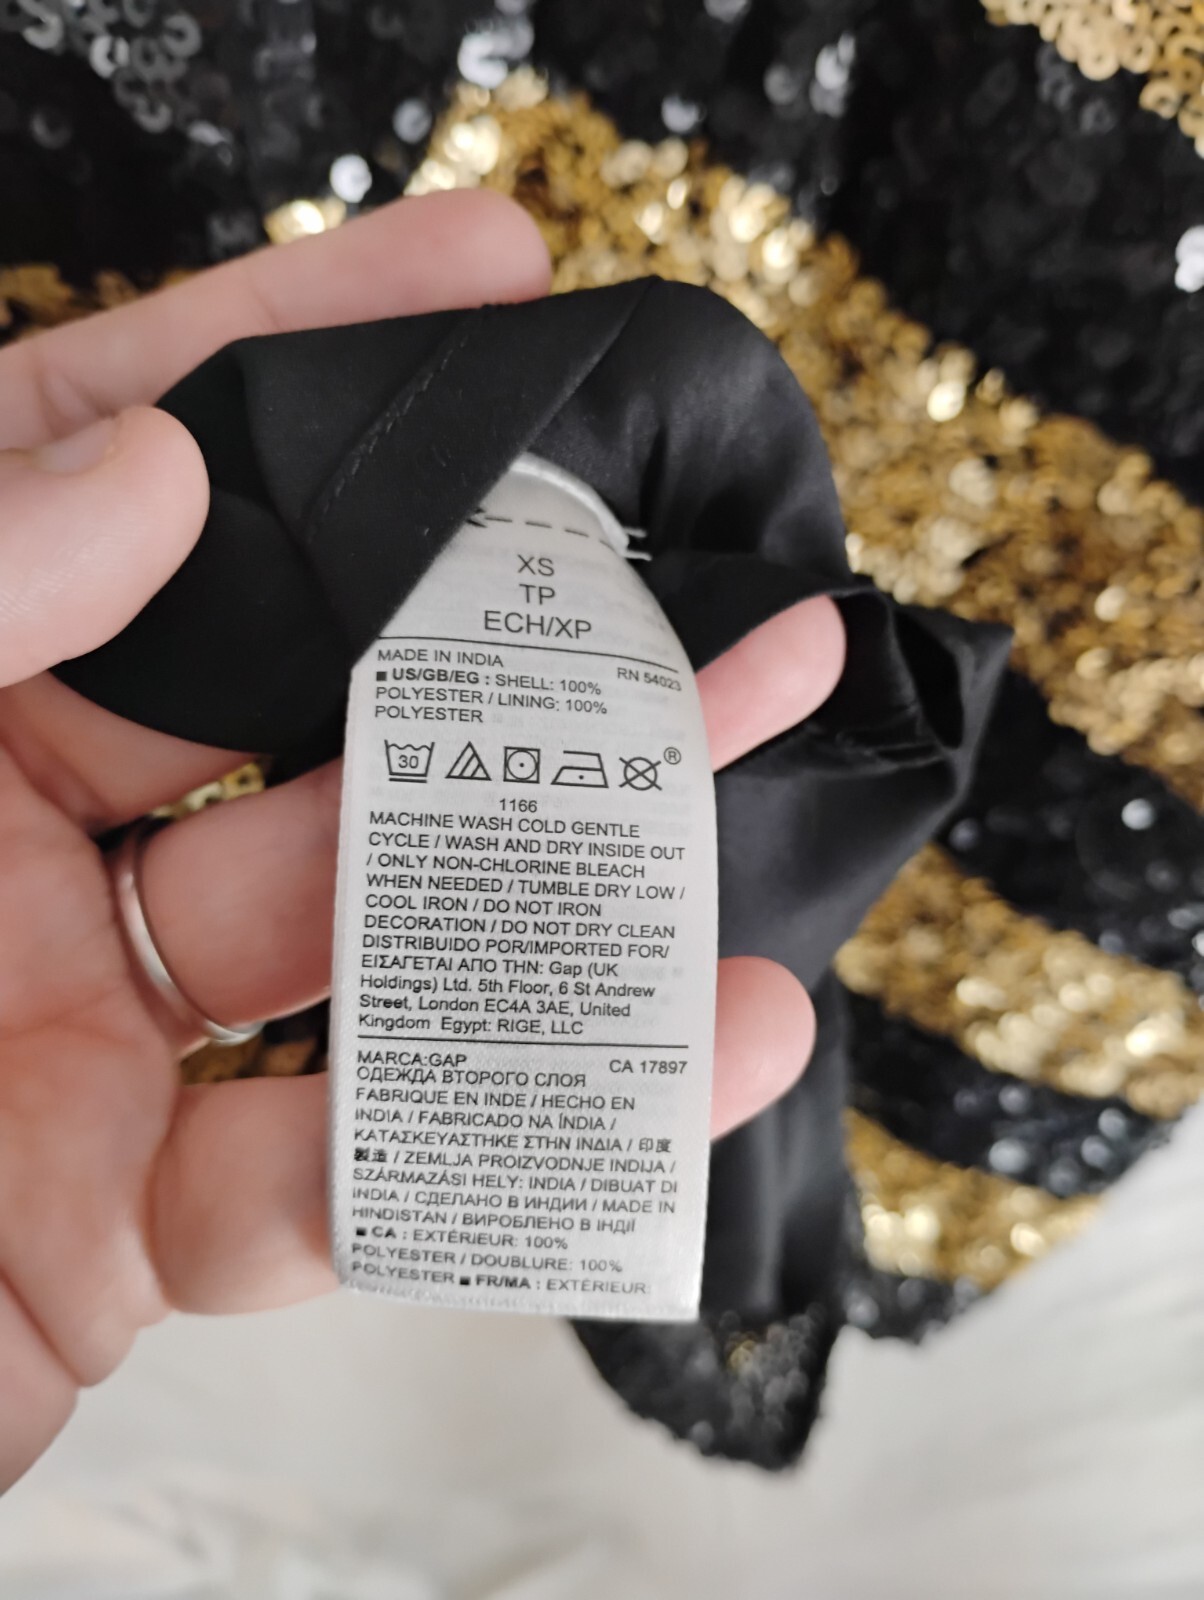 XS
TP
ECH/XP
MADE IN INDIA
RN 54023
■ US/GB/EG : SHELL: 100%
POLYESTER / LINING: 100%
POLYESTER
30
®
1166
MACHINE WASH COLD GENTLE
CYCLE / WASH AND DRY INSIDE OUT
/ ONLY NON-CHLORINE BLEACH
WHEN NEEDED / TUMBLE DRY LOW /
COOL IRON / DO NOT IRON
DECORATION / DO NOT DRY CLEAN
DISTRIBUIDO POR/IMPORTED FOR/
ΕΙΣΑΓΕΤΑΙ ΑΠΟ ΤΗΝ: Gap (UK
Holdings) Ltd. 5th Floor, 6 St Andrew
Street, London EC4A 3AE, United
Kingdom Egypt: RIGE, LLC
MARCA:GAP
CA 17897
ОДЕЖДА ВТОРОГО СЛОЯ
FABRIQUE EN INDE / HECHO EN
INDIA / FABRICADO NA ÍNDIA /
ΚΑΤΑΣΚΕΥΑΣΤΗΚΕ ΣΤΗΝ ΙΝΔΙΑ / 印度
製造 / ZEMLJA PROIZVODNJE INDIJA /
SZÁRMAZÁSI HELY: INDIA / DIBUAT DI
INDIA / СДЕЛАНО В ИНДИИ / MADE IN
HINDISTAN / ВИРОБЛЕНО В ІНДІЇ
■ CA : EXTÉRIEUR: 100%
POLYESTER / DOUBLURE: 100%
POLYESTER ■ FR/MA : EXTÉRIEUR: